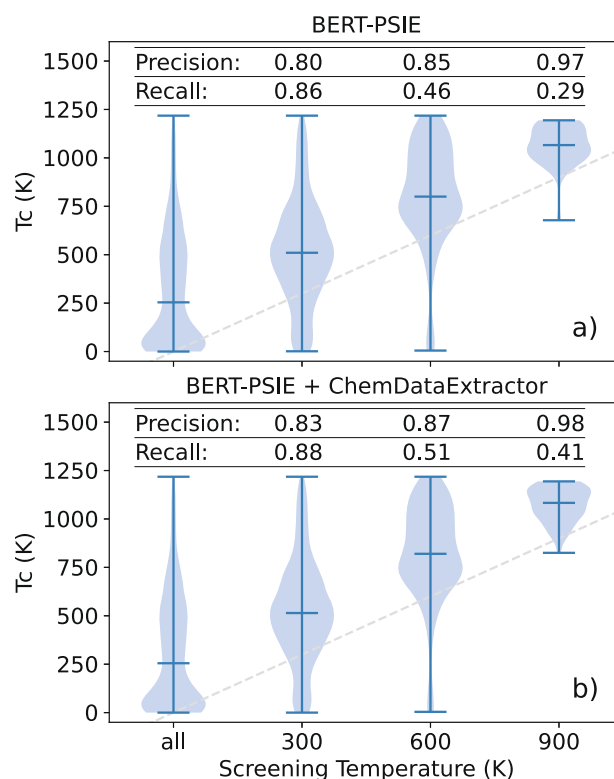 BERT-PSIE
1500
Precision: 0.80 0.85 0.97
Recall: 0.86 0.46 0.29
1250
1000
Tc (K)
750
500
250
a)
0
BERT-PSIE + ChemDataExtractor
1500
Precision: 0.83 0.87 0.98
Recall: 0.88 0.51 0.41
1250
1000
Tc (K)
750
500
250
b)
0
all 300 600 900
Screening Temperature (K)